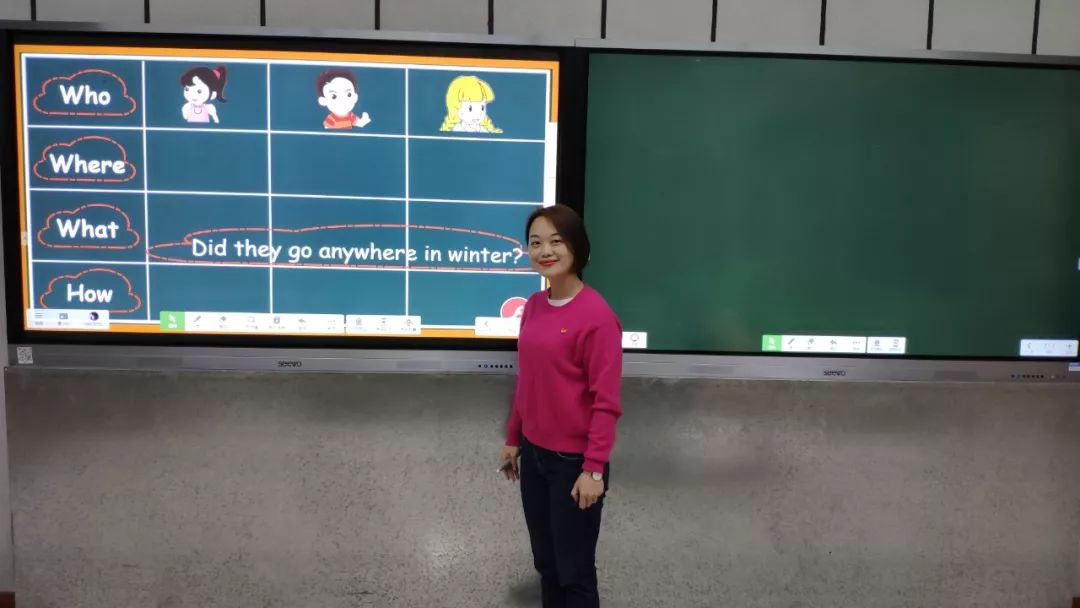 Who
Where
What
Did they go anywhere in winter?
How
seewo
seewo